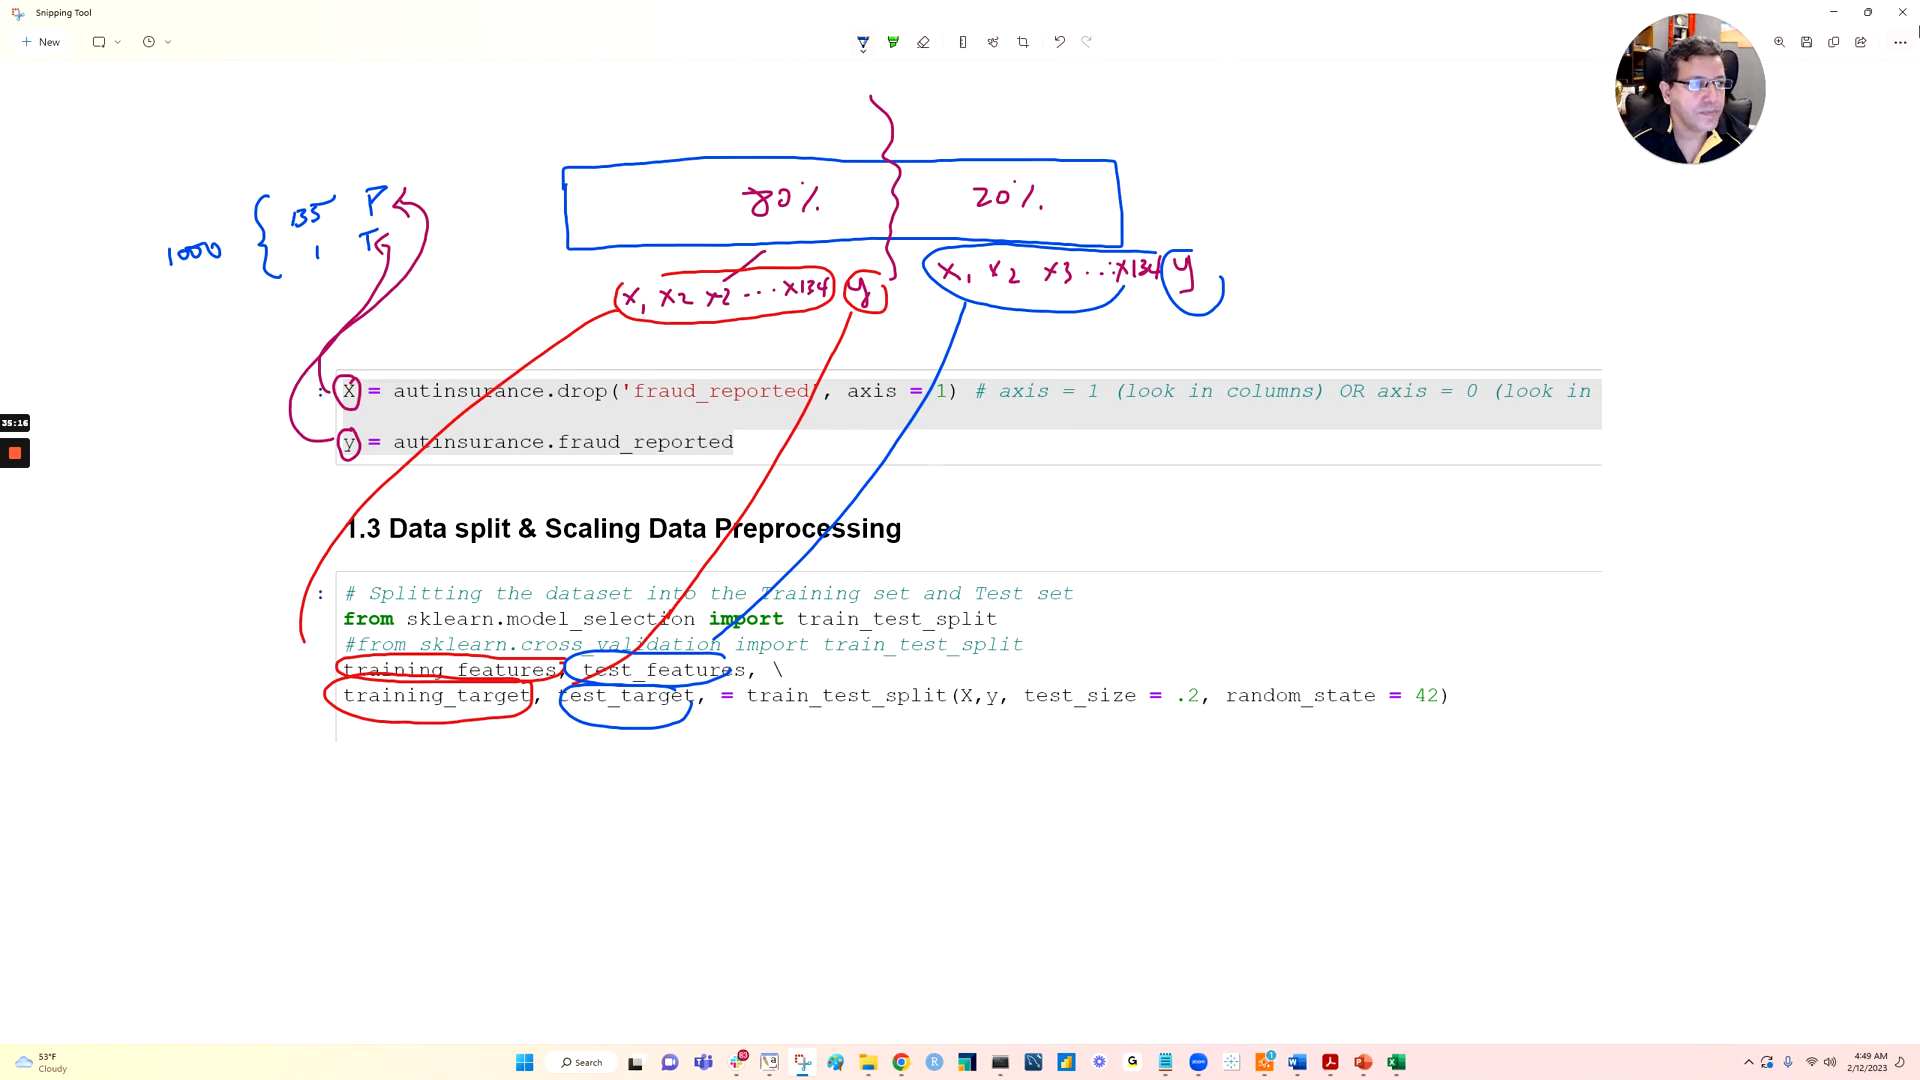 Snipping Tool
New
80% 20%
1000 { 135 P
1 T
x1 x2 x3 ... x134 y
x1 x2 x3 ... x134 y
: X = autinsurance.drop('fraud_reported', axis = 1) # axis = 1 (look in columns) OR axis = 0 (look in
y = autinsurance.fraud_reported
35:16
1.3 Data split & Scaling Data Preprocessing
: # Splitting the dataset into the Training set and Test set
from sklearn.model_selection import train_test_split
#from sklearn.cross_validation import train_test_split
training_features, test_features, \
training_target, test_target, = train_test_split(X,y, test_size = .2, random_state = 42)
53°F
Cloudy
Search
83
1
4:49 AM
2/12/2023